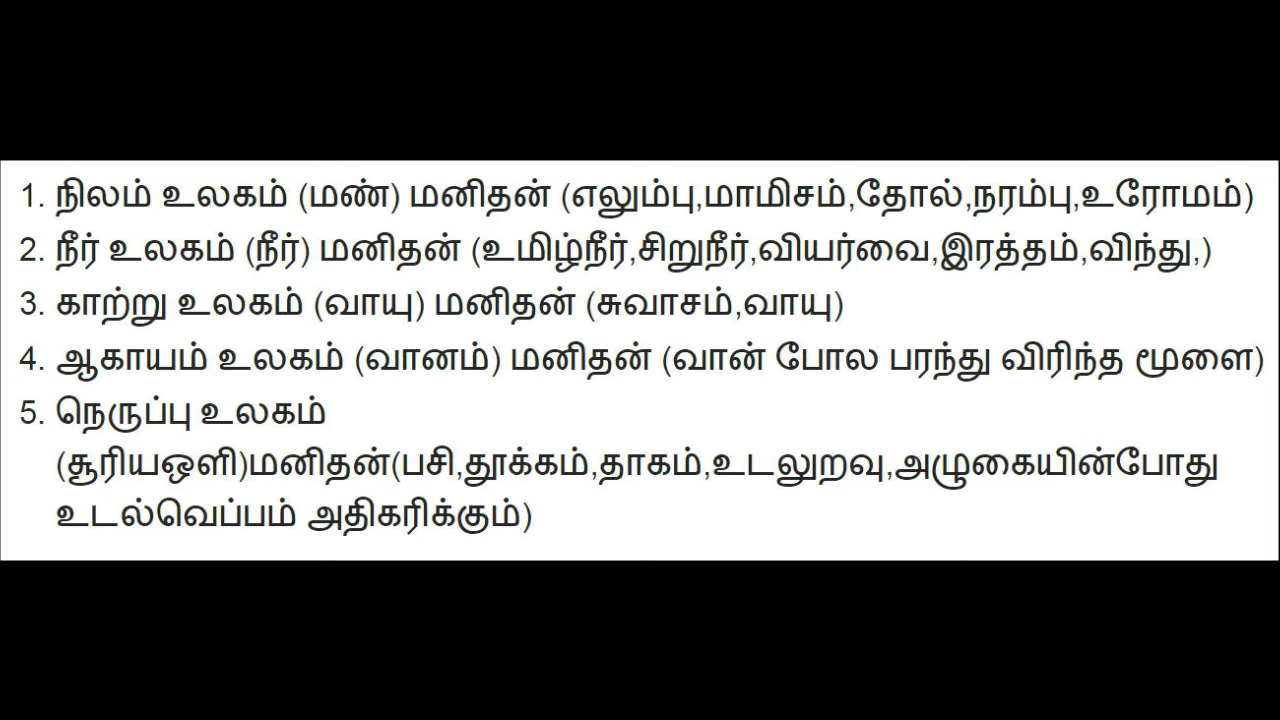 1. நிலம் உலகம் (மண்) மனிதன் (எலும்பு,மாமிசம்,தோல்,நரம்பு,உரோமம்)
2. நீர் உலகம் (நீர்) மனிதன் (உமிழ்நீர்,சிறுநீர்,வியர்வை,இரத்தம்,விந்து,)
3. காற்று உலகம் (வாயு) மனிதன் (சுவாசம்,வாயு)
4. ஆகாயம் உலகம் (வானம்) மனிதன் (வான் போல பரந்து விரிந்த மூளை)
5. நெருப்பு உலகம்
(சூரியஒளி)மனிதன்(பசி,தூக்கம்,தாகம்,உடலுறவு,அழுகையின்போது
உடல்வெப்பம் அதிகரிக்கும்)